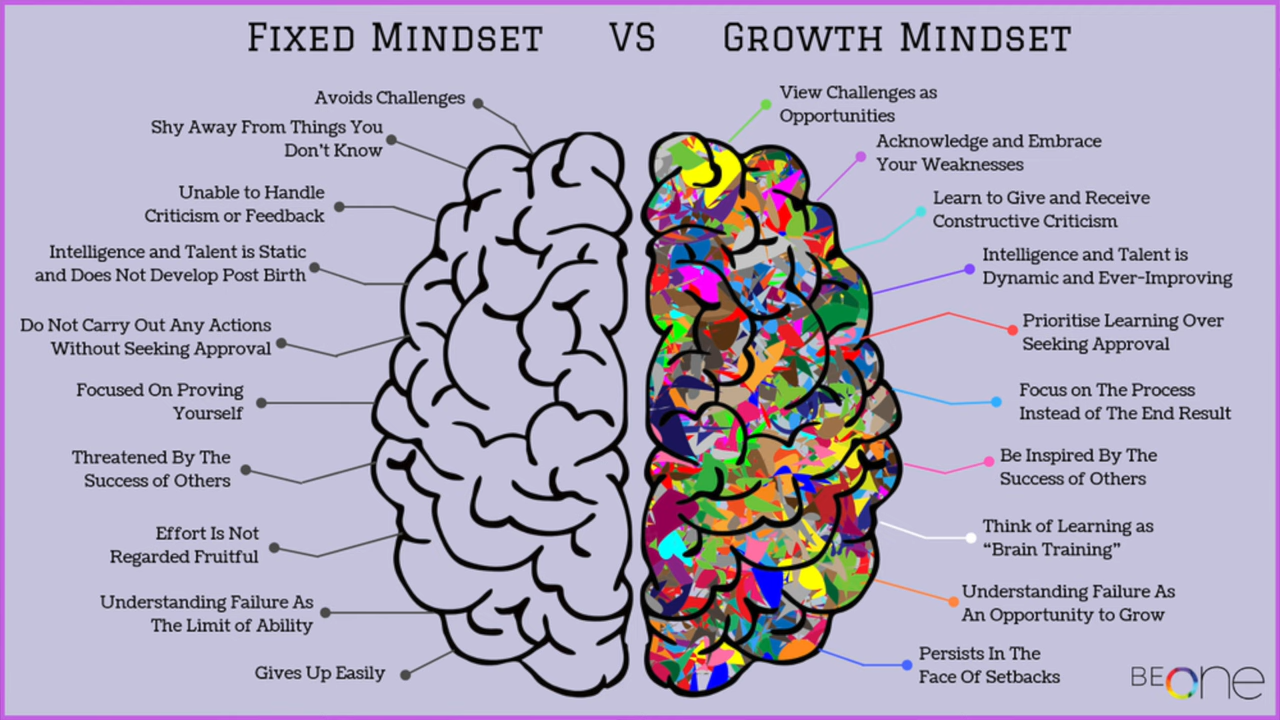 Fixed Mindset VS Growth Mindset
Avoids Challenges
Shy Away From Things You
Don't Know
Unable to Handle
Criticism or Feedback
Intelligence and Talent is Static
and Does Not Develop Post Birth
Do Not Carry Out Any Actions
Without Seeking Approval
Focused On Proving
Yourself
Threatened By The
Success of Others
Effort Is Not
Regarded Fruitful
Understanding Failure As
The Limit of Ability
Gives Up Easily
View Challenges as
Opportunities
Acknowledge and Embrace
Your Weaknesses
Learn to Give and Receive
Constructive Criticism
Intelligence and Talent is
Dynamic and Ever-Improving
Prioritise Learning Over
Seeking Approval
Focus on The Process
Instead of The End Result
Be Inspired By The
Success of Others
Think of Learning as
“Brain Training”
Understanding Failure As
An Opportunity to Grow
Persists In The
Face Of Setbacks
BEOne